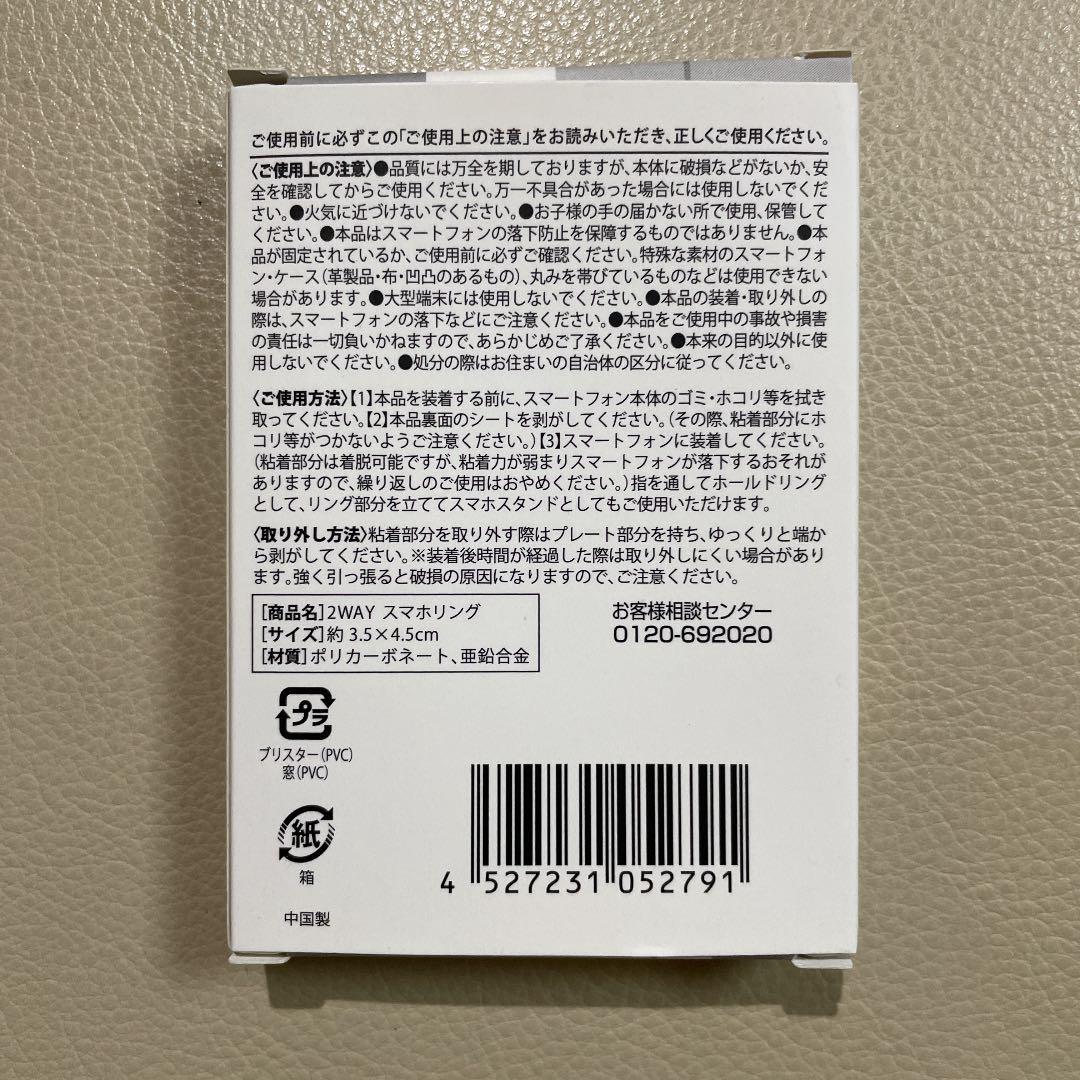 ご使用前に必ずこの「ご使用上の注意」をお読みいただき、正しくご使用ください。
〈ご使用上の注意〉●品質には万全を期しておりますが、本体に破損などがないか、安
全を確認してからご使用ください。万一不具合があった場合には使用しないでくだ
さい。●火気に近づけないでください。●お子様の手の届かない所で使用、保管して
ください。●本品はスマートフォンの落下防止を保障するものではありません。●本
品が固定されているか、ご使用前に必ずご確認ください。特殊な素材のスマートフォ
ン・ケース(革製品・布・凹凸のあるもの)、丸みを帯びているものなどは使用できない
場合があります。●大型端末には使用しないでください。●本品の装着・取り外しの
際は、スマートフォンの落下などにご注意ください。●本品をご使用中の事故や損害
の責任は一切負いかねますので、あらかじめご了承ください。●本来の目的以外に使
用しないでください。●処分の際はお住まいの自治体の区分に従ってください。
〈ご使用方法〉【1】本品を装着する前に、スマートフォン本体のゴミ・ホコリ等を拭き
取ってください。【2】本品裏面のシートを剥がしてください。(その際、粘着部分にホ
コリ等がつかないようご注意ください。)【3】スマートフォンに装着してください。
(粘着部分は着脱可能ですが、粘着力が弱まりスマートフォンが落下するおそれが
ありますので、繰り返しのご使用はおやめください。)指を通してホールドリング
として、リング部分を立ててスマホスタンドとしてもご使用いただけます。
〈取り外し方法〉粘着部分を取り外す際はプレート部分を持ち、ゆっくりと端か
ら剥がしてください。※装着後時間が経過した際は取り外しにくい場合があり
ます。強く引っ張ると破損の原因になりますので、ご注意ください。
[商品名]2WAY スマホリング
[サイズ]約 3.5×4.5cm
[材質]ポリカーボネート、亜鉛合金
お客様相談センター
0120-692020
プラ
ブリスター(PVC)
窓(PVC)
紙
箱
中国製
4 527231 052791